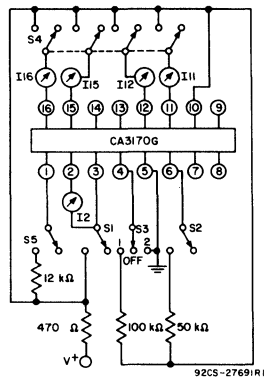 S4
I16 I15 I12 I11
16 15 14 13 12 11 10 9
CA3170G
1 2 3 4 5 6 7 8
I2 S1 S3 S2
S5 1 OFF 2
12 kΩ
470 Ω 100 kΩ 50 kΩ
V+
92CS-27691R1